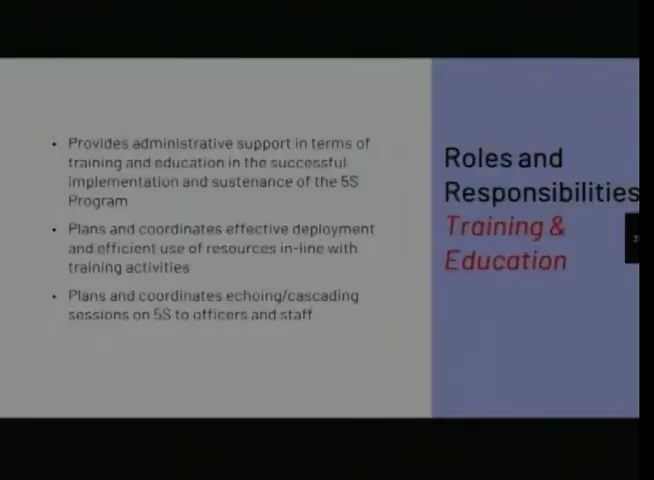 • Provides administrative support in terms of
training and education in the successful
implementation and sustenance of the 5S
Program
• Plans and coordinates effective deployment
and efficient use of resources in-line with
training activities
• Plans and coordinates echoing/cascading
sessions on 5S to officers and staff
Roles and
Responsibilities
Training &
Education